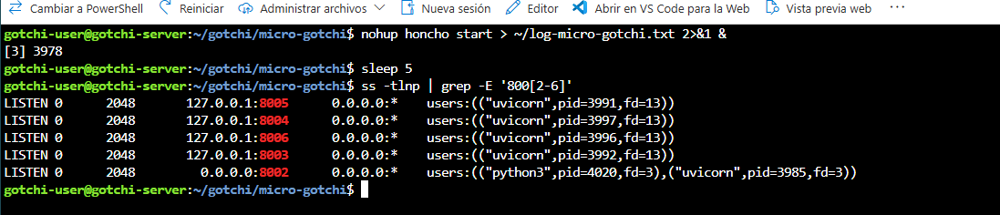 Cambiar a PowerShell Reiniciar Administrar archivos Nueva sesión Editor Abrir en VS Code para la Web Vista previa web
gotchi-user@gotchi-server:~/gotchi/micro-gotchi$ nohup honcho start > ~/log-micro-gotchi.txt 2>&1 &
[3] 3978
gotchi-user@gotchi-server:~/gotchi/micro-gotchi$ sleep 5
gotchi-user@gotchi-server:~/gotchi/micro-gotchi$ ss -tlnp | grep -E '800[2-6]'
LISTEN 0      2048       127.0.0.1:8005      0.0.0.0:*    users:(("uvicorn",pid=3991,fd=13))
LISTEN 0      2048       127.0.0.1:8004      0.0.0.0:*    users:(("uvicorn",pid=3997,fd=13))
LISTEN 0      2048       127.0.0.1:8006      0.0.0.0:*    users:(("uvicorn",pid=3996,fd=13))
LISTEN 0      2048       127.0.0.1:8003      0.0.0.0:*    users:(("uvicorn",pid=3992,fd=13))
LISTEN 0      2048         0.0.0.0:8002      0.0.0.0:*    users:(("python3",pid=4020,fd=3),("uvicorn",pid=3985,fd=3))
gotchi-user@gotchi-server:~/gotchi/micro-gotchi$